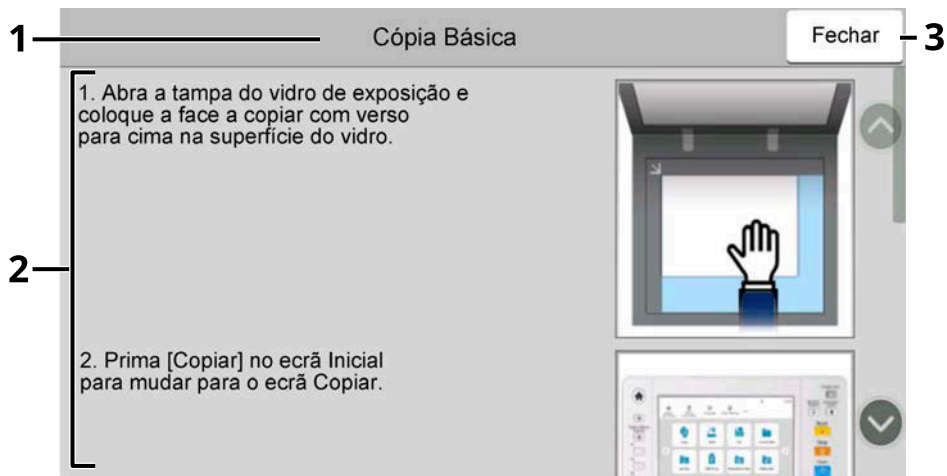 1
Cópia Básica
Fechar
3
1. Abra a tampa do vidro de exposição e
coloque a face a copiar com verso
para cima na superfície do vidro.
2
2. Prima [Copiar] no ecrã Inicial
para mudar para o ecrã Copiar.